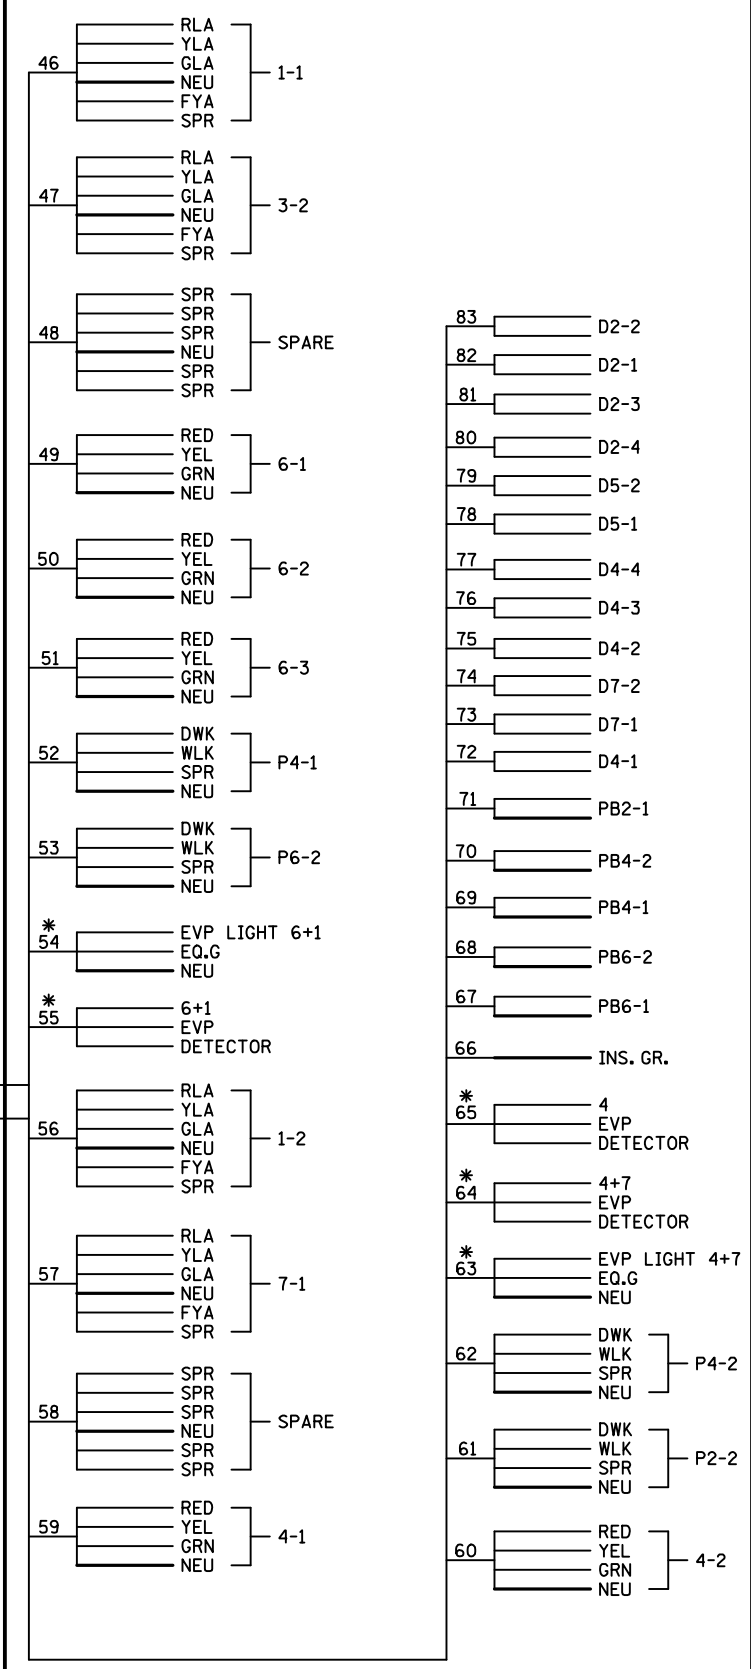 46
RLA
YLA
GLA
NEU
FYA
SPR
1-1
47
RLA
YLA
GLA
NEU
FYA
SPR
3-2
48
SPR
SPR
SPR
NEU
SPR
SPR
SPARE
49
RED
YEL
GRN
NEU
6-1
50
RED
YEL
GRN
NEU
6-2
51
RED
YEL
GRN
NEU
6-3
52
DWK
WLK
SPR
NEU
P4-1
53
DWK
WLK
SPR
NEU
P6-2
*
54
EVP LIGHT 6+1
EQ.G
NEU
*
55
6+1
EVP
DETECTOR
56
RLA
YLA
GLA
NEU
FYA
SPR
1-2
57
RLA
YLA
GLA
NEU
FYA
SPR
7-1
58
SPR
SPR
SPR
NEU
SPR
SPR
SPARE
59
RED
YEL
GRN
NEU
4-1
83 D2-2
82 D2-1
81 D2-3
80 D2-4
79 D5-2
78 D5-1
77 D4-4
76 D4-3
75 D4-2
74 D7-2
73 D7-1
72 D4-1
71 PB2-1
70 PB4-2
69 PB4-1
68 PB6-2
67 PB6-1
66 INS. GR.
*
65
4
EVP
DETECTOR
*
64
4+7
EVP
DETECTOR
*
63
EVP LIGHT 4+7
EQ.G
NEU
62
DWK
WLK
SPR
NEU
P4-2
61
DWK
WLK
SPR
NEU
P2-2
60
RED
YEL
GRN
NEU
4-2